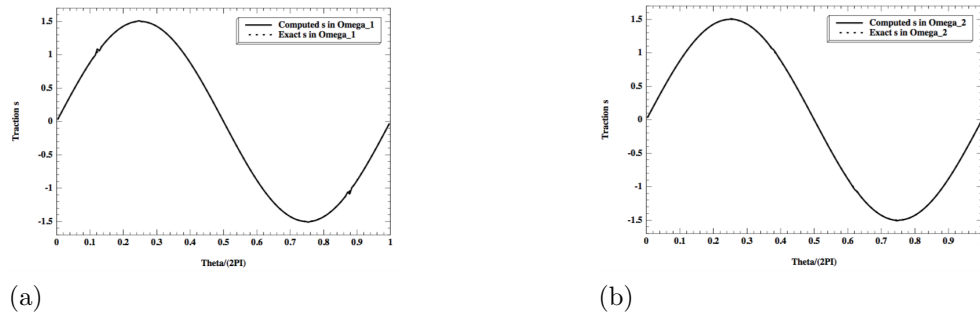 1.5
1
0.5
0
-0.5
-1
-1.5
Traction s
Computed s in Omega_1
Exact s in Omega_1
0 0.1 0.2 0.3 0.4 0.5 0.6 0.7 0.8 0.9 1
Theta/(2PI)
(a)
1.5
1
0.5
0
-0.5
-1
-1.5
Traction s
Computed s in Omega_2
Exact s in Omega_2
0 0.1 0.2 0.3 0.4 0.5 0.6 0.7 0.8 0.9
Theta/(2PI)
(b)